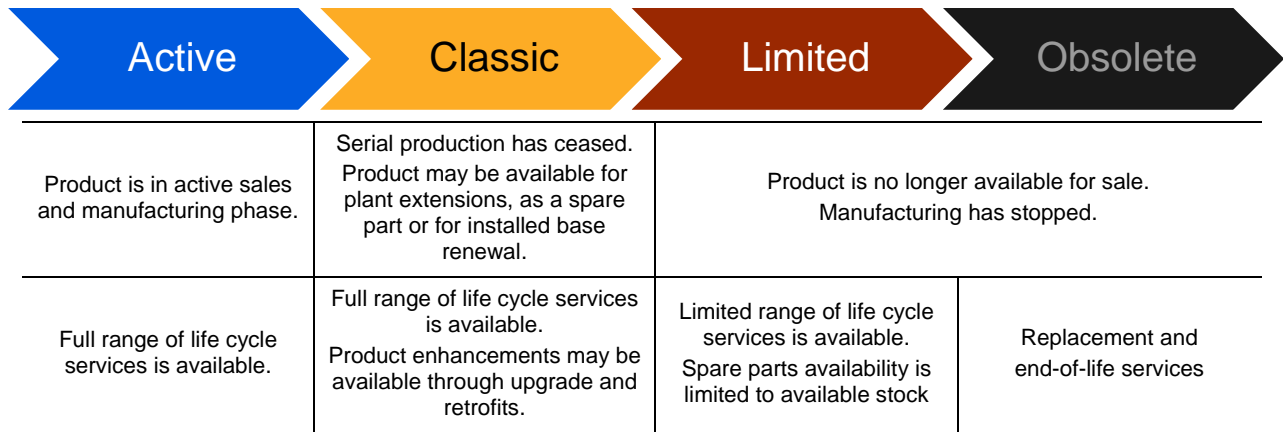 Active
Classic
Limited
Obsolete
Product is in active sales
and manufacturing phase.
Serial production has ceased.
Product may be available for
plant extensions, as a spare
part or for installed base
renewal.
Product is no longer available for sale.
Manufacturing has stopped.
Full range of life cycle
services is available.
Full range of life cycle services
is available.
Product enhancements may be
available through upgrade and
retrofits.
Limited range of life cycle
services is available.
Spare parts availability is
limited to available stock
Replacement and
end-of-life services